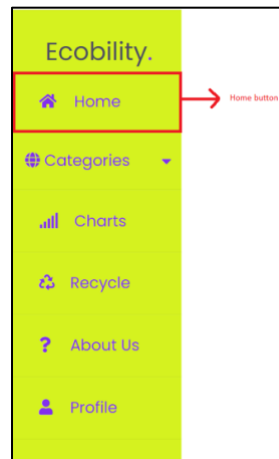 Ecobility.
Home
Home button
Categories
Charts
Recycle
About Us
Profile